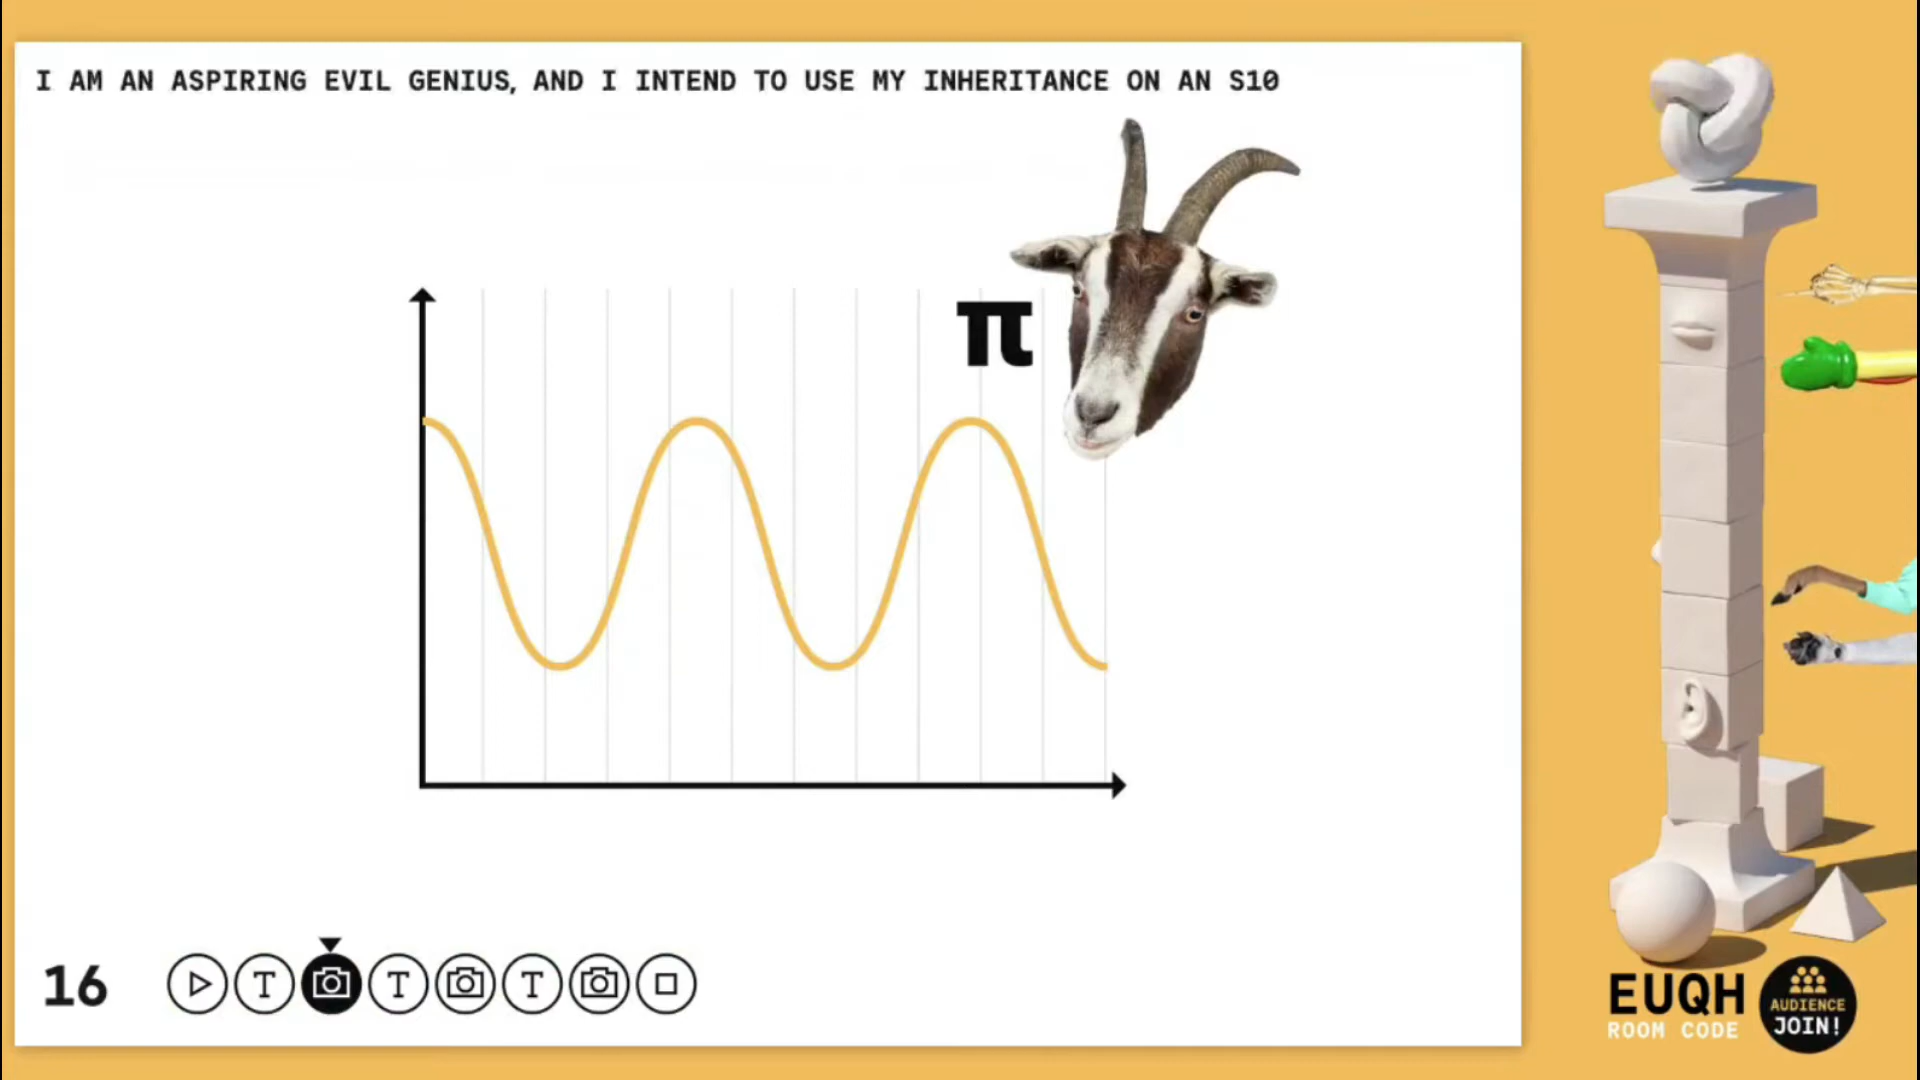 I AM AN ASPIRING EVIL GENIUS, AND I INTEND TO USE MY INHERITANCE ON AN S10
π
16
T
T
T
EUQH
ROOM CODE
AUDIENCE
JOIN!